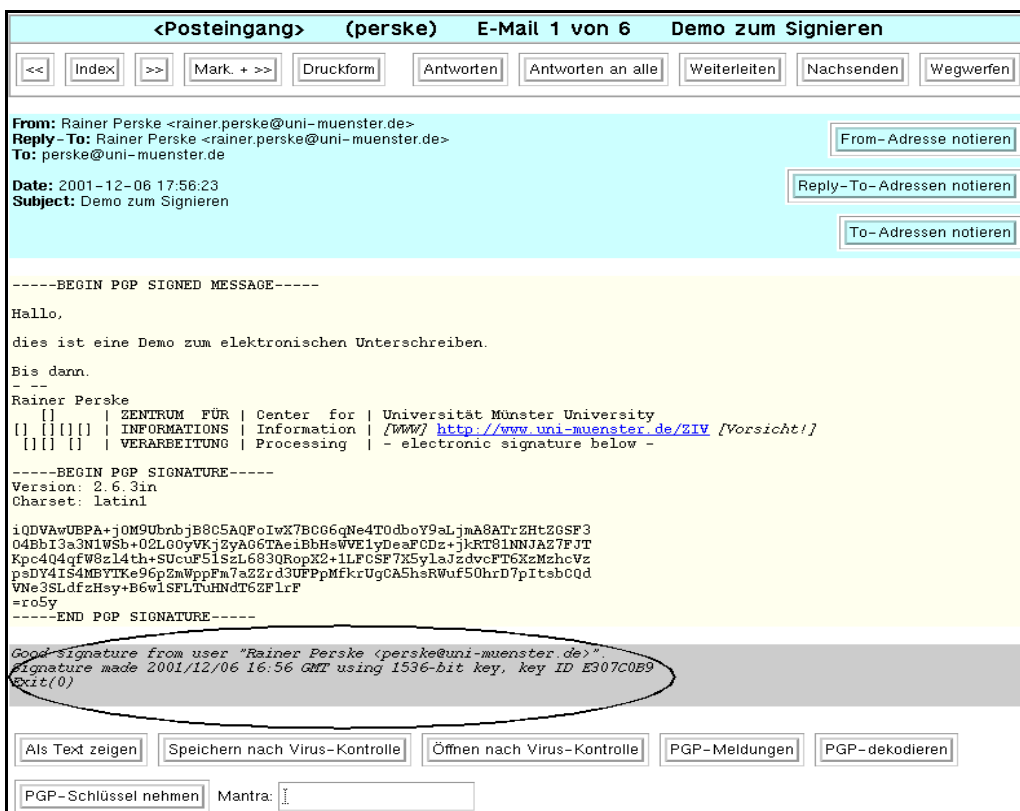 <Posteingang> (perske) E-Mail 1 von 6 Demo zum Signieren
<< Index >> Mark. + >> Druckform Antworten Antworten an alle Weiterleiten Nachsenden Wegwerfen
From: Rainer Perske <rainer.perske@uni-muenster.de>
Reply-To: Rainer Perske <rainer.perske@uni-muenster.de>
To: perske@uni-muenster.de
From-Adresse notieren
Date: 2001-12-06 17:56:23
Subject: Demo zum Signieren
Reply-To-Adressen notieren
To-Adressen notieren
-----BEGIN PGP SIGNED MESSAGE-----
Hallo,
dies ist eine Demo zum elektronischen Unterschreiben.
Bis dann.
- --
Rainer Perske
[] | ZENTRUM FÜR | Center for | Universität Münster University
[] [][][] | INFORMATIONS | Information | [WWW] http://www.uni-muenster.de/ZIV [Vorsicht!]
[][] [] | VERARBEITUNG | Processing | - electronic signature below -
-----BEGIN PGP SIGNATURE-----
Version: 2.6.3in
Charset: latin1
iQDVAwUBPA+jOM9UbnbjB8C5AQFoIwX7BCG6qNe4TOdboY9aLjmA8ATrZHtZGSF3
O4BbI3a3N1WSb+02LGOyVKjZyAG6TAeiBbHsWVE1yDeaFCDz+jkRT81NNJAZ7FJT
Kpc4Q4qfW8zl4th+SUcuF51SzL683QRopX2+1LFCSF7X5ylaJzdvcFT6XzMzhcVz
psDY4IS4MBYTKe96pZmWppFm7aZZrd3UFPpMfkrUgCA5hsRWuf5OhrD7pItsbCQd
VNe3SLdfzHsy+B6w1SFLTuHNdT6ZFlrF
=ro5y
-----END PGP SIGNATURE-----
Good signature from user "Rainer Perske <perske@uni-muenster.de>".
Signature made 2001/12/06 16:56 GMT using 1536-bit key, key ID E307C0B9
Exit(0)
Als Text zeigen Speichern nach Virus-Kontrolle Öffnen nach Virus-Kontrolle PGP-Meldungen PGP-dekodieren
PGP-Schlüssel nehmen Mantra: